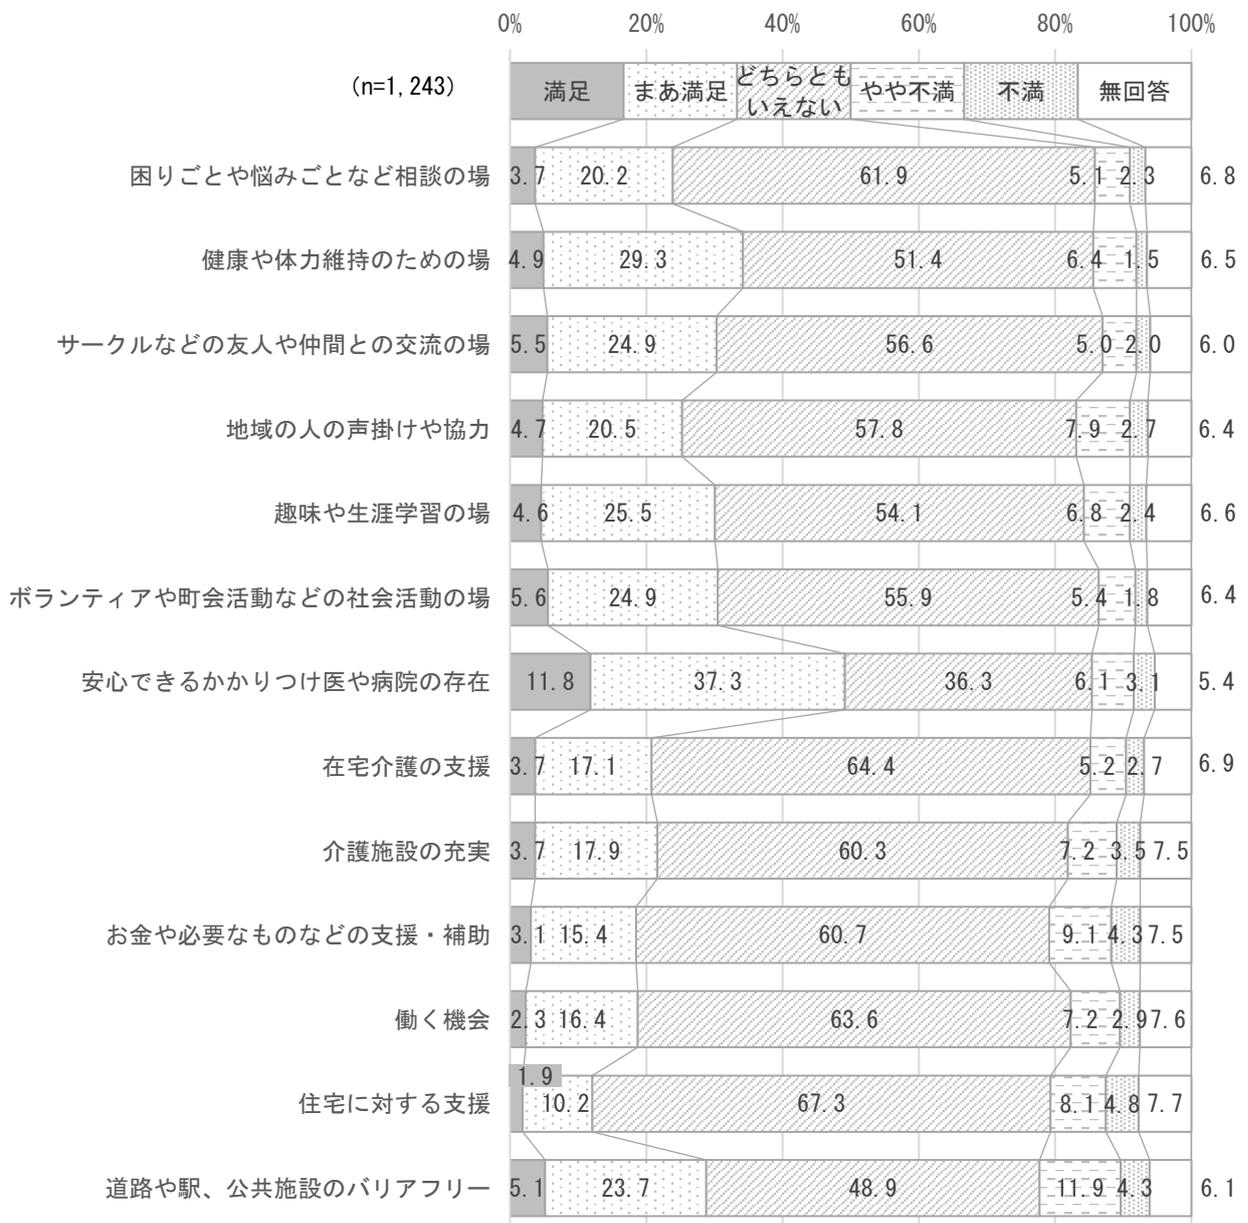 0% 20% 40% 60% 80% 100%
(n=1,243) 満足 まあ満足 どちらとも いえない やや不満 不満 無回答
困りごとや悩みごとなど相談の場 3.7 20.2 61.9 5.1 2.3 6.8
健康や体力維持のための場 4.9 29.3 51.4 6.4 1.5 6.5
サークルなどの友人や仲間との交流の場 5.5 24.9 56.6 5.0 2.0 6.0
地域の人の声掛けや協力 4.7 20.5 57.8 7.9 2.7 6.4
趣味や生涯学習の場 4.6 25.5 54.1 6.8 2.4 6.6
ボランティアや町会活動などの社会活動の場 5.6 24.9 55.9 5.4 1.8 6.4
安心できるかかりつけ医や病院の存在 11.8 37.3 36.3 6.1 3.1 5.4
在宅介護の支援 3.7 17.1 64.4 5.2 2.7 6.9
介護施設の充実 3.7 17.9 60.3 7.2 3.5 7.5
お金や必要なものなどの支援・補助 3.1 15.4 60.7 9.1 4.3 7.5
働く機会 2.3 16.4 63.6 7.2 2.9 7.6
住宅に対する支援 1.9 10.2 67.3 8.1 4.8 7.7
道路や駅、公共施設のバリアフリー 5.1 23.7 48.9 11.9 4.3 6.1